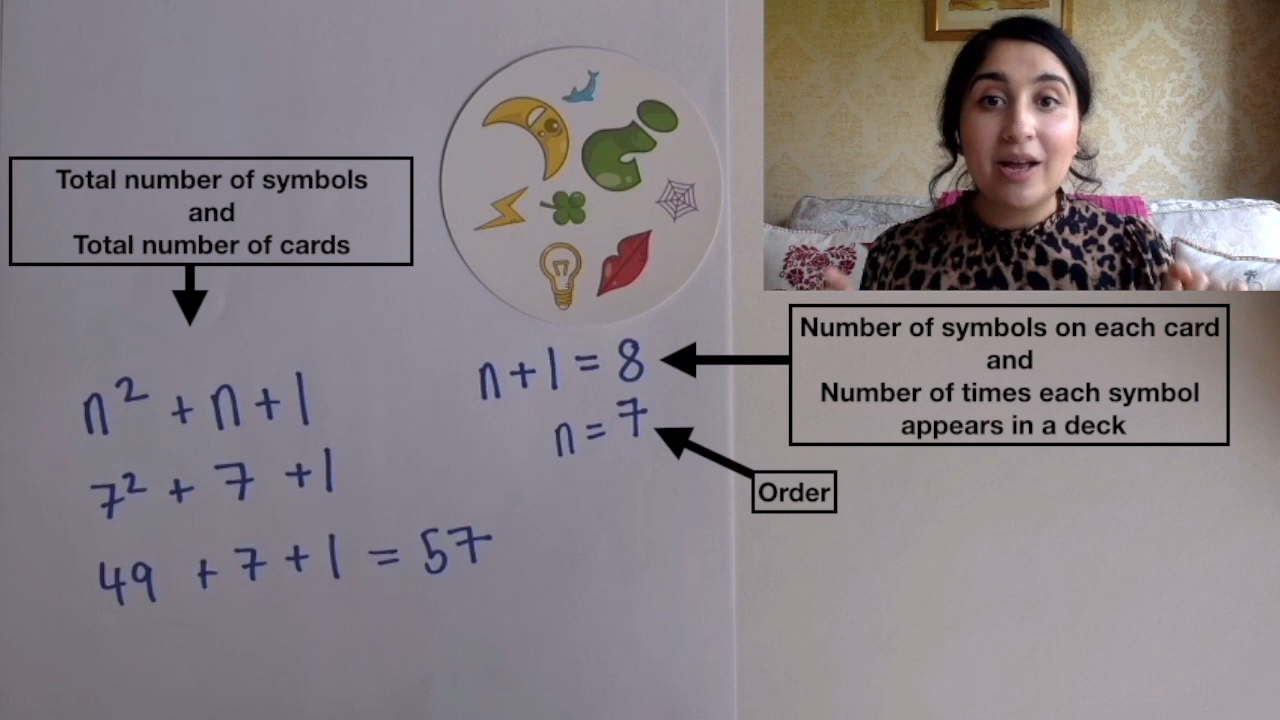 Total number of symbols
and
Total number of cards
n² + n + 1
7² + 7 + 1
49 + 7 + 1 = 57
n + 1 = 8
n = 7
Number of symbols on each card
and
Number of times each symbol
appears in a deck
Order